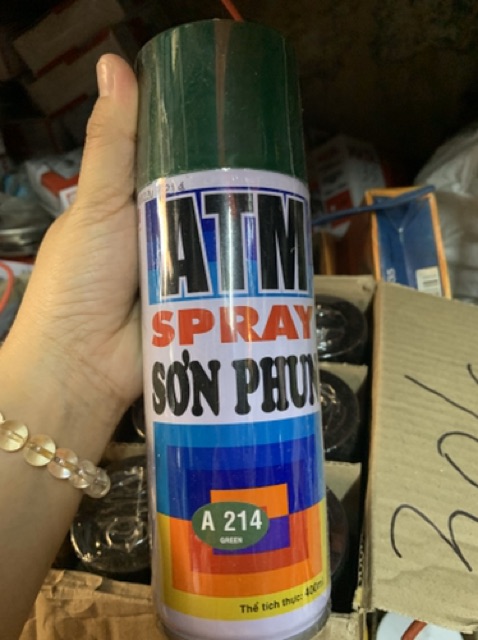 ATM
SPRAY
SƠN PHUN
A 214
GREEN
Thể tích thực: 400ml